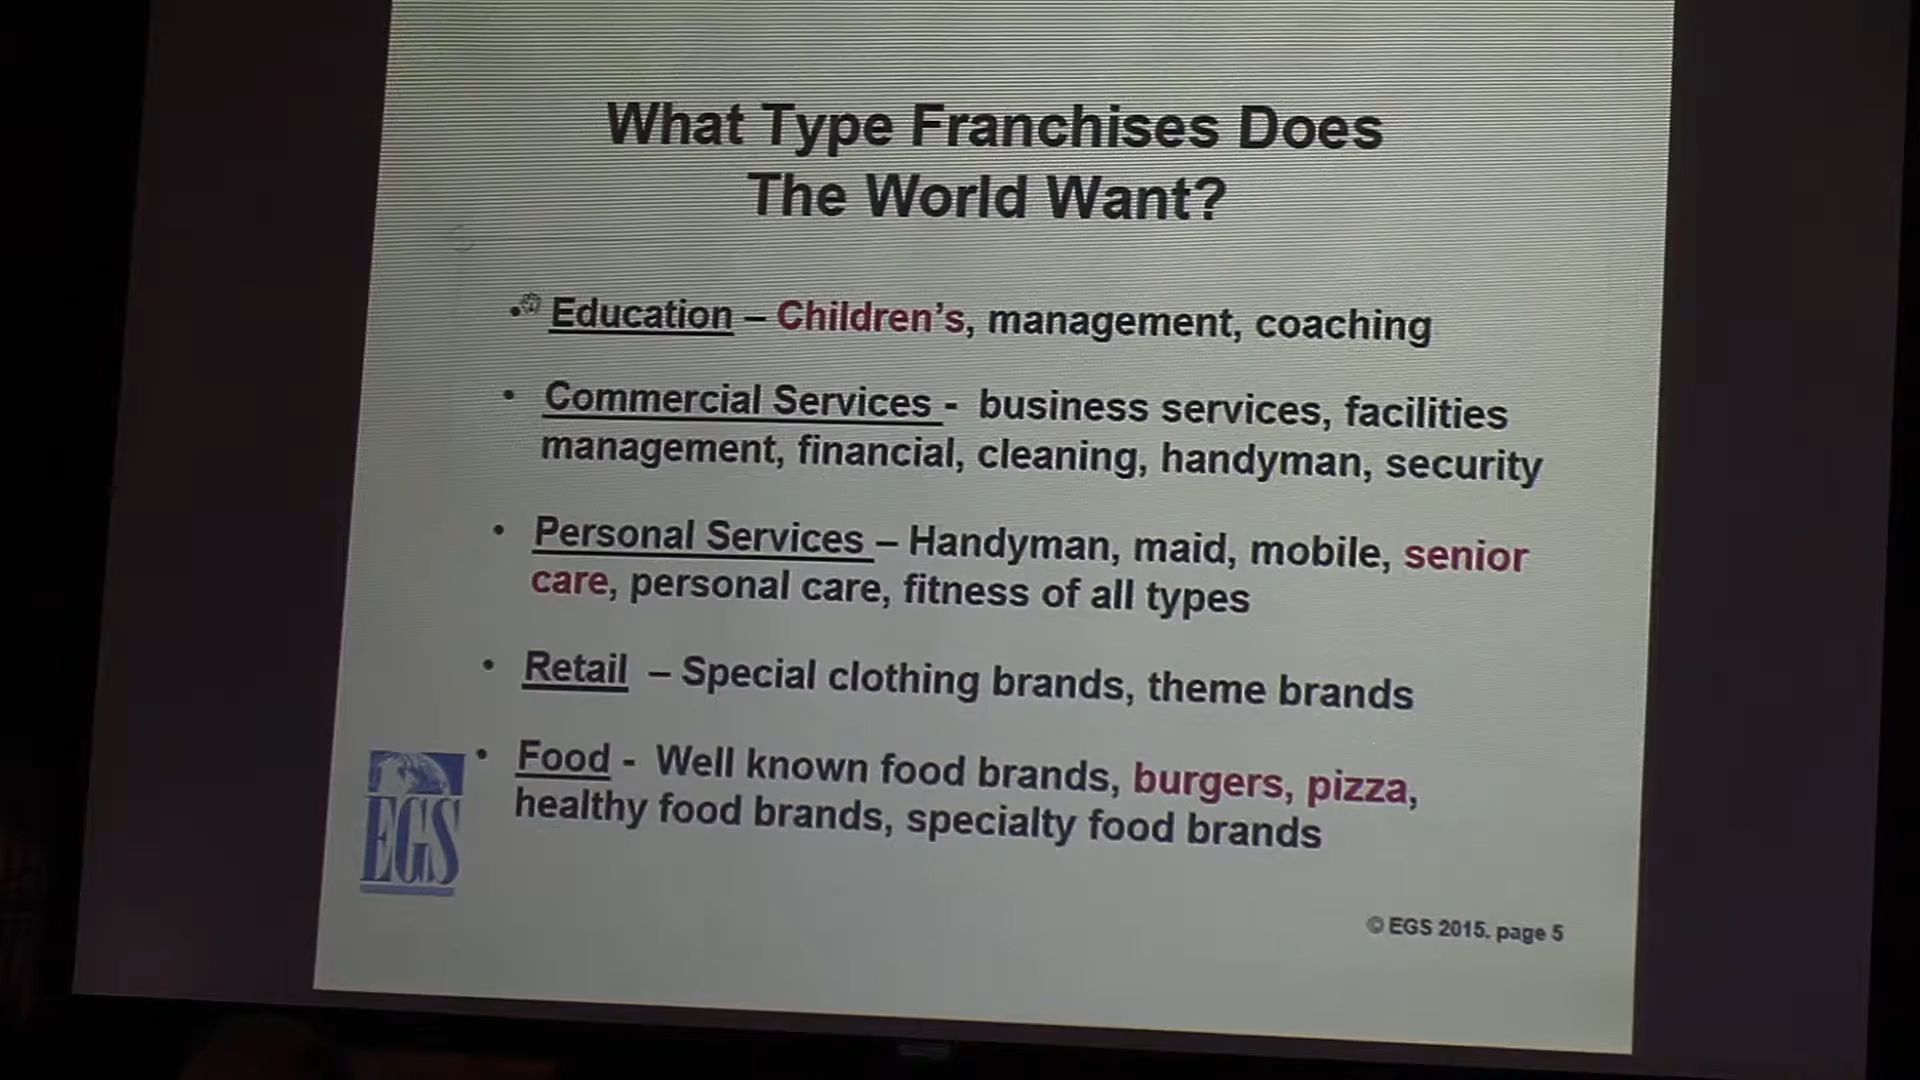 What Type Franchises Does
The World Want?
• Education – Children's, management, coaching
• Commercial Services - business services, facilities
management, financial, cleaning, handyman, security
• Personal Services – Handyman, maid, mobile, senior
care, personal care, fitness of all types
• Retail – Special clothing brands, theme brands
• Food - Well known food brands, burgers, pizza,
healthy food brands, specialty food brands
EGS
© EGS 2015, page 5